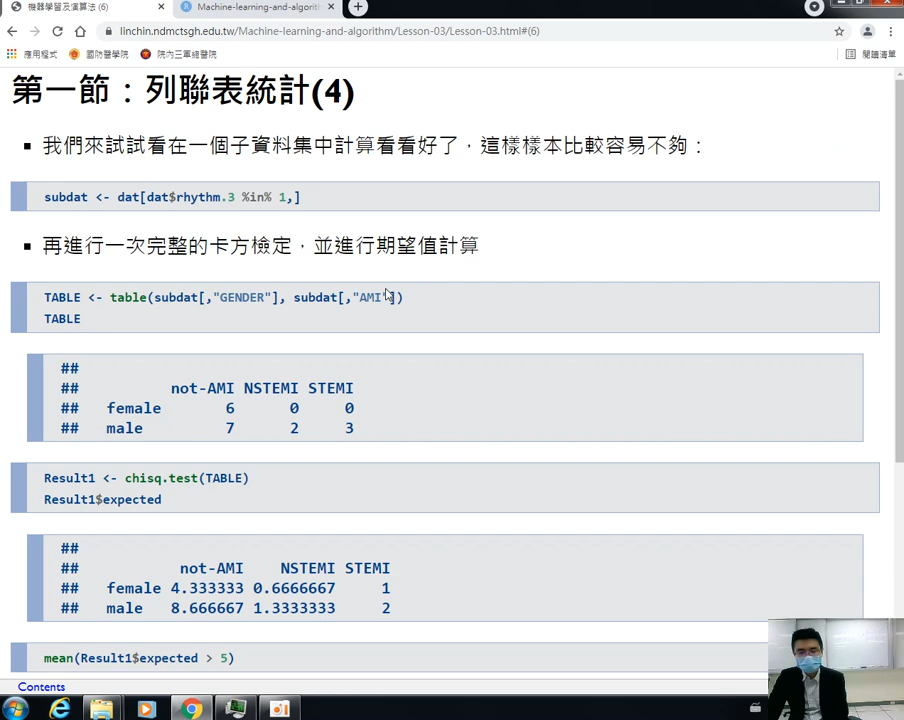 機器學習及演算法 (6)
Machine-learning-and-algorith
linchin.ndmctsgh.edu.tw/Machine-learning-and-algorithm/Lesson-03/Lesson-03.html#(6)
應用程式 國防醫學院 院內三軍總醫院 閱讀清單
第一節：列聯表統計(4)
我們來試試看在一個子資料集中計算看看好了，這樣樣本比較容易不夠：
subdat <- dat[dat$rhythm.3 %in% 1,]
再進行一次完整的卡方檢定，並進行期望值計算
TABLE <- table(subdat[,"GENDER"], subdat[,"AMI"])
TABLE
##
## not-AMI NSTEMI STEMI
## female 6 0 0
## male 7 2 3
Result1 <- chisq.test(TABLE)
Result1$expected
##
## not-AMI NSTEMI STEMI
## female 4.333333 0.6666667 1
## male 8.666667 1.3333333 2
mean(Result1$expected > 5)
Contents